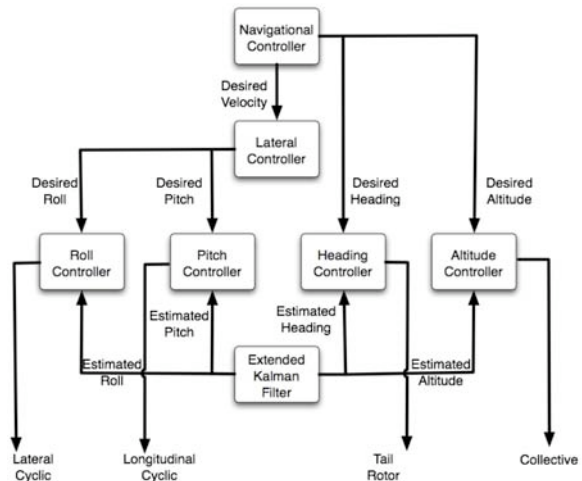 Navigational
Controller
Desired
Velocity
Lateral
Controller
Desired
Roll
Desired
Pitch
Desired
Heading
Desired
Altitude
Roll
Controller
Pitch
Controller
Heading
Controller
Altitude
Controller
Estimated
Pitch
Estimated
Heading
Estimated
Roll
Extended
Kalman
Filter
Estimated
Altitude
Lateral
Cyclic
Longitudinal
Cyclic
Tail
Rotor
Collective